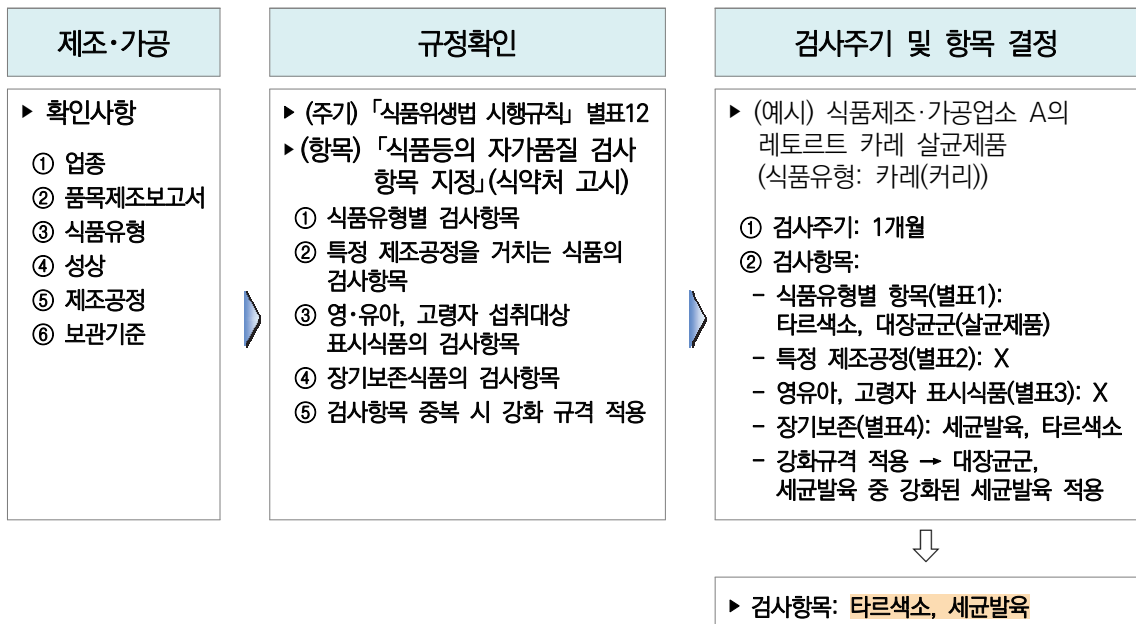 제조·가공
▶ 확인사항
① 업종
② 품목제조보고서
③ 식품유형
④ 성상
⑤ 제조공정
⑥ 보관기준
규정확인
▶ (주기) 「식품위생법 시행규칙」 별표12
▶ (항목) 「식품등의 자가품질 검사
항목 지정」(식약처 고시)
① 식품유형별 검사항목
② 특정 제조공정을 거치는 식품의
검사항목
③ 영·유아, 고령자 섭취대상
표시식품의 검사항목
④ 장기보존식품의 검사항목
⑤ 검사항목 중복 시 강화 규격 적용
검사주기 및 항목 결정
▶ (예시) 식품제조·가공업소 A의
레토르트 카레 살균제품
(식품유형: 카레(커리))
① 검사주기: 1개월
② 검사항목:
- 식품유형별 항목(별표1):
타르색소, 대장균군(살균제품)
- 특정 제조공정(별표2): X
- 영유아, 고령자 표시식품(별표3): X
- 장기보존(별표4): 세균발육, 타르색소
- 강화규격 적용 → 대장균군,
세균발육 중 강화된 세균발육 적용
▶ 검사항목: 타르색소, 세균발육